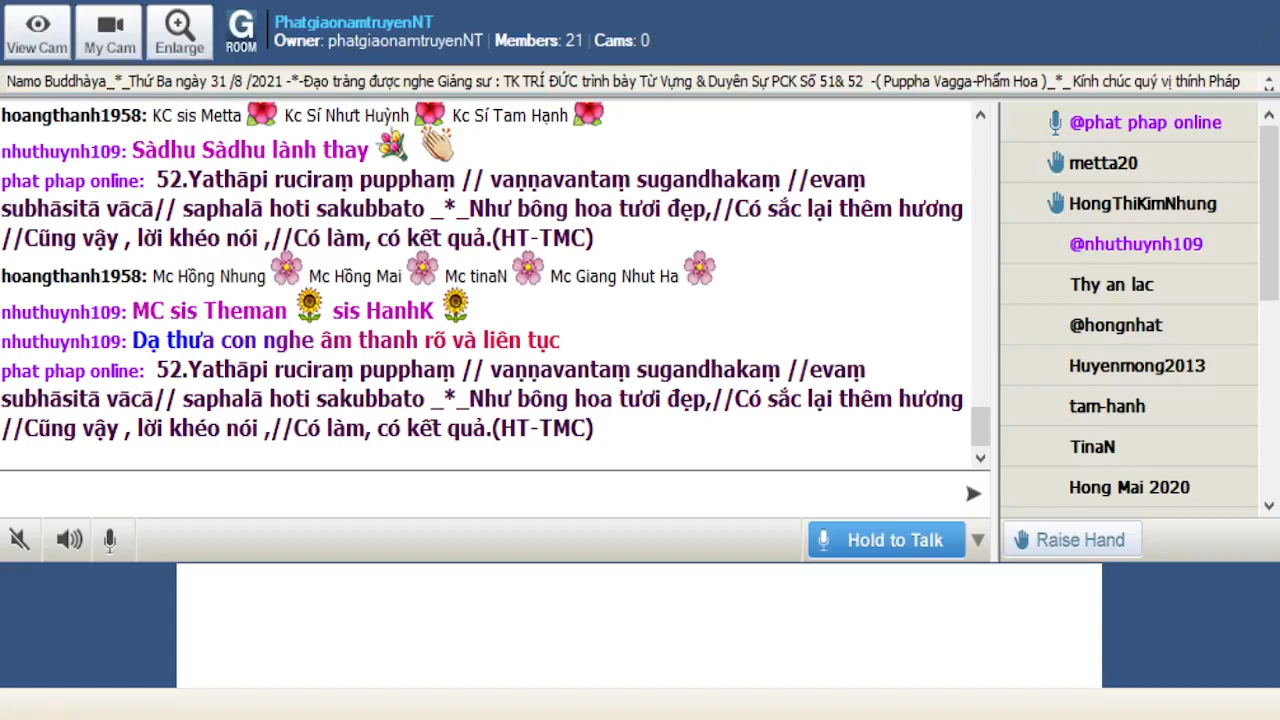 View Cam
My Cam
Enlarge
G
ROOM
PhatgiaonamtruyenNT
Owner: phatgiaonamtruyenNT | Members: 21 | Cams: 0
Namo Buddhàya_*_Thứ Ba ngày 31 /8 /2021 -*-Đạo tràng được nghe Giảng sư : TK TRÍ ĐỨC trình bày Từ Vựng & Duyên Sự PCK Số 51& 52 -( Puppha Vagga-Phẩm Hoa )_*_ Kính chúc quý vị thính Pháp
hoangthanh1958: KC sis Metta Kc Sí Như't Huỳnh Kc Sí Tam Hạnh
nhuthuynh109: Sàdhu Sàdhu lành thay
phat phap online: 52.Yathāpi ruciraṃ pupphaṃ // vaṇṇavantaṃ sugandhakaṃ //evaṃ
subhāsitā vācā// saphalā hoti sakubbato _*_Như bông hoa tươi đẹp,//Có sắc lại thêm hương
//Cũng vậy , lời khéo nói ,//Có làm, có kết quả.(HT-TMC)
hoangthanh1958: Mc Hồng Nhung Mc Hồng Mai Mc tinaN Mc Giang Nhut Ha
nhuthuynh109: MC sis Theman sis HanhK
nhuthuynh109: Dạ thưa con nghe âm thanh rõ và liên tục
phat phap online: 52.Yathāpi ruciraṃ pupphaṃ // vaṇṇavantaṃ sugandhakaṃ //evaṃ
subhāsitā vācā// saphalā hoti sakubbato _*_Như bông hoa tươi đẹp,//Có sắc lại thêm hương
//Cũng vậy , lời khéo nói ,//Có làm, có kết quả.(HT-TMC)
@phat phap online
metta20
HongThiKimNhung
@nhuthuynh109
Thy an lac
@hongnhat
Huyenmong2013
tam-hanh
TinaN
Hong Mai 2020
Hold to Talk
Raise Hand